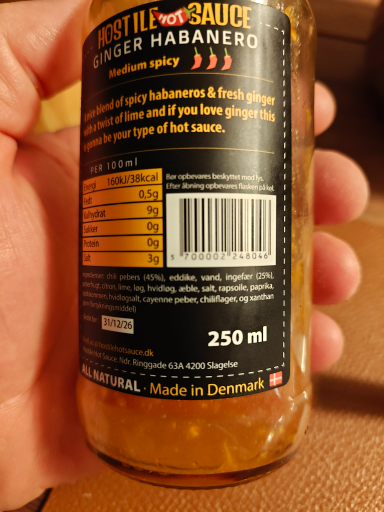 HOSTILE HOT SAUCE
GINGER HABANERO
Medium spicy
blend of spicy habaneros & fresh ginger
with a twist of lime and if you love ginger this
gonna be your type of hot sauce.
PER 100ml
Energi 160kJ/38kcal
Fedt 0,5g
Kulhydrat 9g
Sukker 0g
Protein 0g
Salt 3g
Bør opbevares beskyttet mod lys.
Efter åbning opbevares flasken på køl.
5 700002 248046
chili pebers (45%), eddike, vand, ingefær (25%),
citron, lime, løg, hvidløg, æble, salt, rapsolie, paprika,
hvidløgsalt, cayenne peber, chiliflager, og xanthan
31/12/26
250 ml
hostilehotsauce.dk
Hot Sauce. Ndr. Ringgade 63A 4200 Slagelse
ALL NATURAL · Made in Denmark